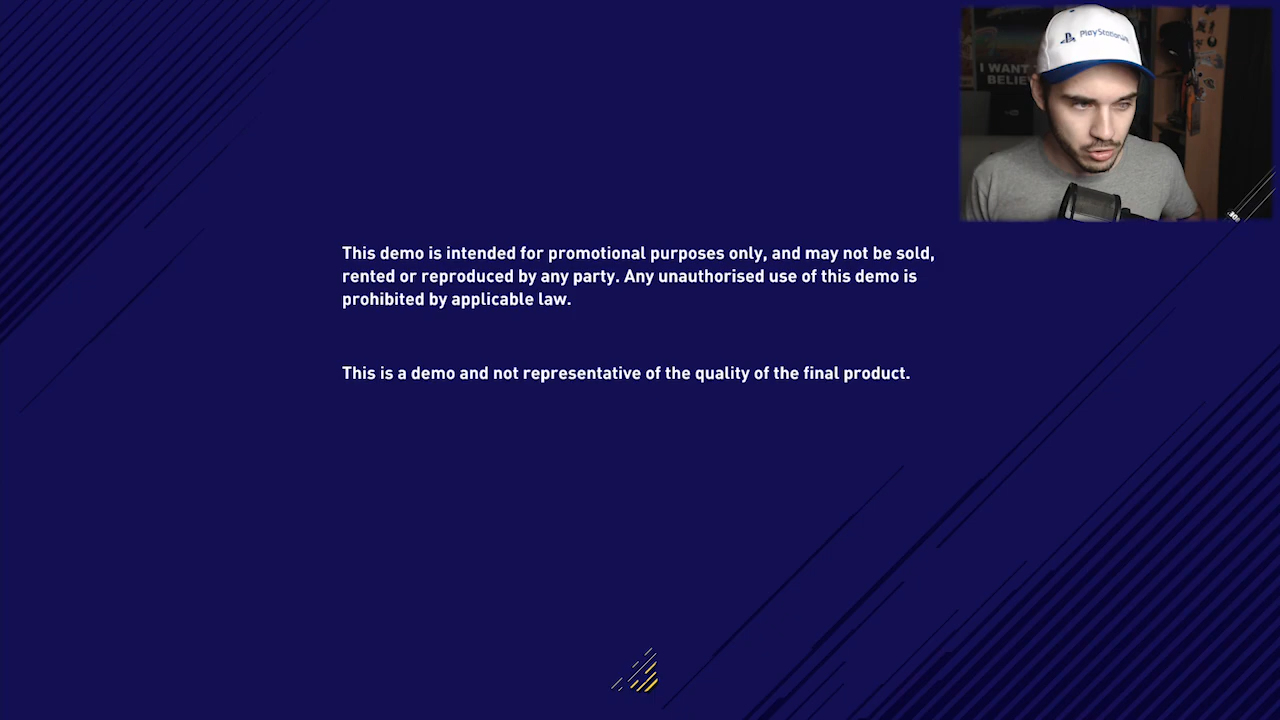 PlayStation
I WANT
BELIE
This demo is intended for promotional purposes only, and may not be sold,
rented or reproduced by any party. Any unauthorised use of this demo is
prohibited by applicable law.
This is a demo and not representative of the quality of the final product.